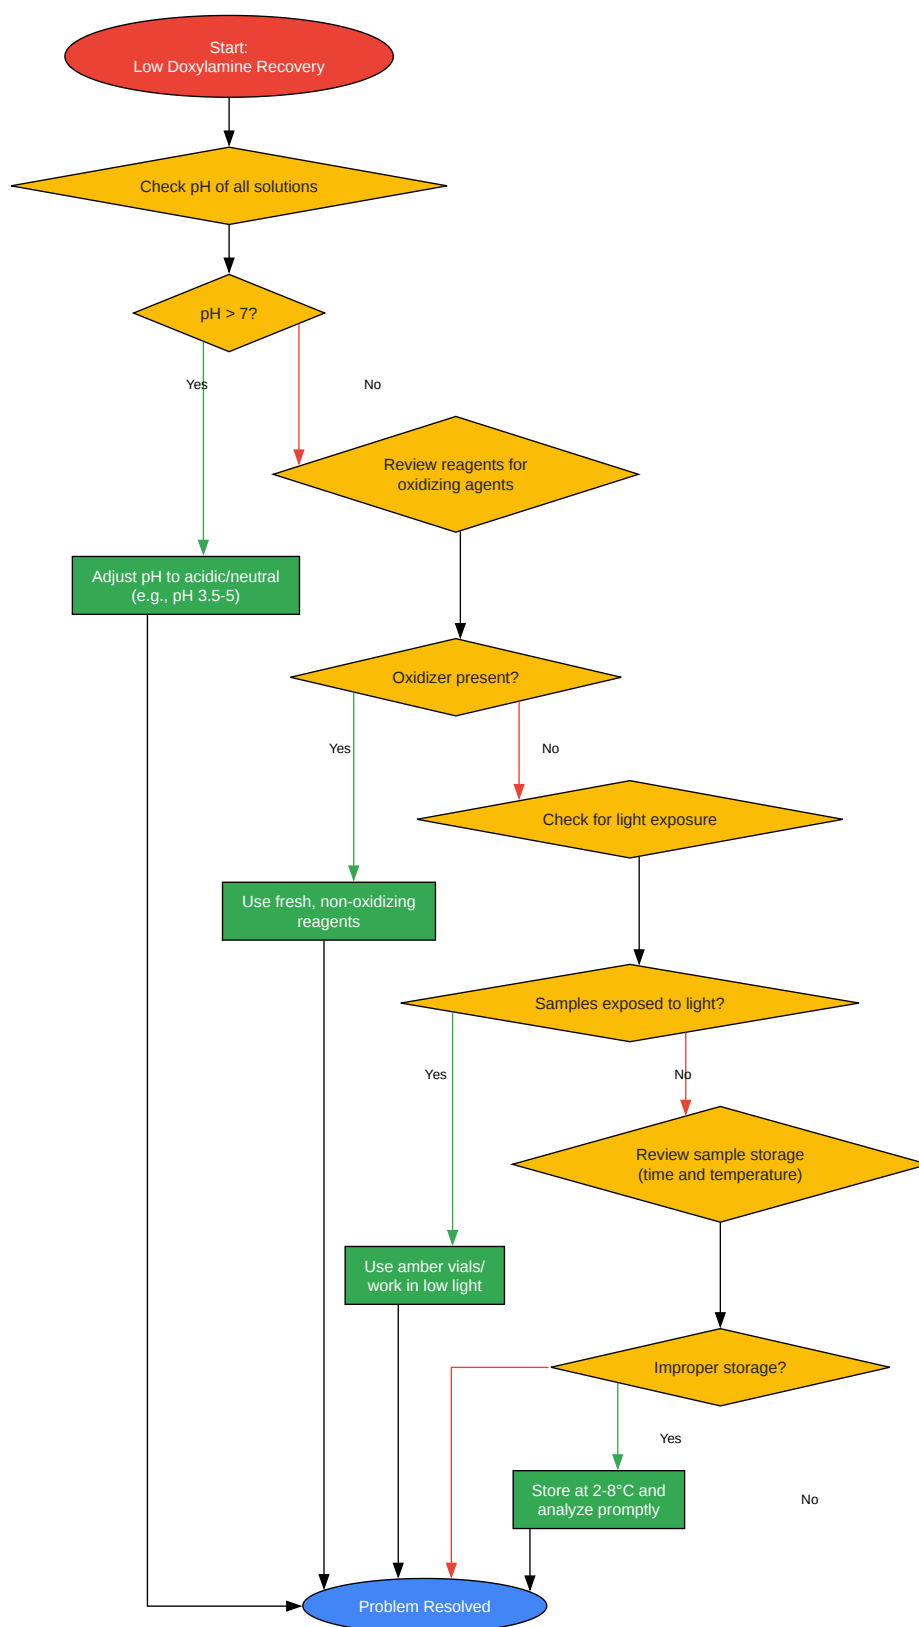 Start:
Low Doxylamine Recovery
Check pH of all solutions
pH > 7?
Yes
No
Review reagents for
oxidizing agents
Adjust pH to acidic/neutral
(e.g., pH 3.5-5)
Oxidizer present?
Yes
No
Check for light exposure
Use fresh, non-oxidizing
reagents
Samples exposed to light?
Yes
No
Review sample storage
(time and temperature)
Use amber vials/
work in low light
Improper storage?
Yes
Store at 2-8°C and
analyze promptly
No
Problem Resolved